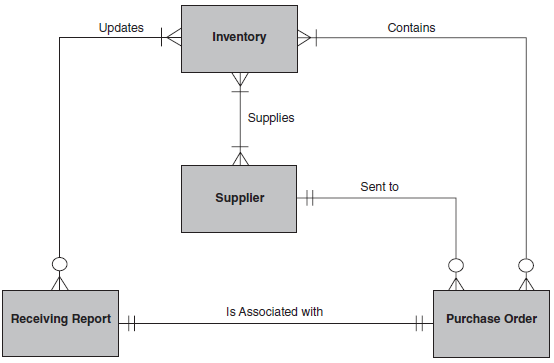 Updates
Inventory
Contains
Supplies
Supplier
Sent to
Receiving Report
Is Associated with
Purchase Order